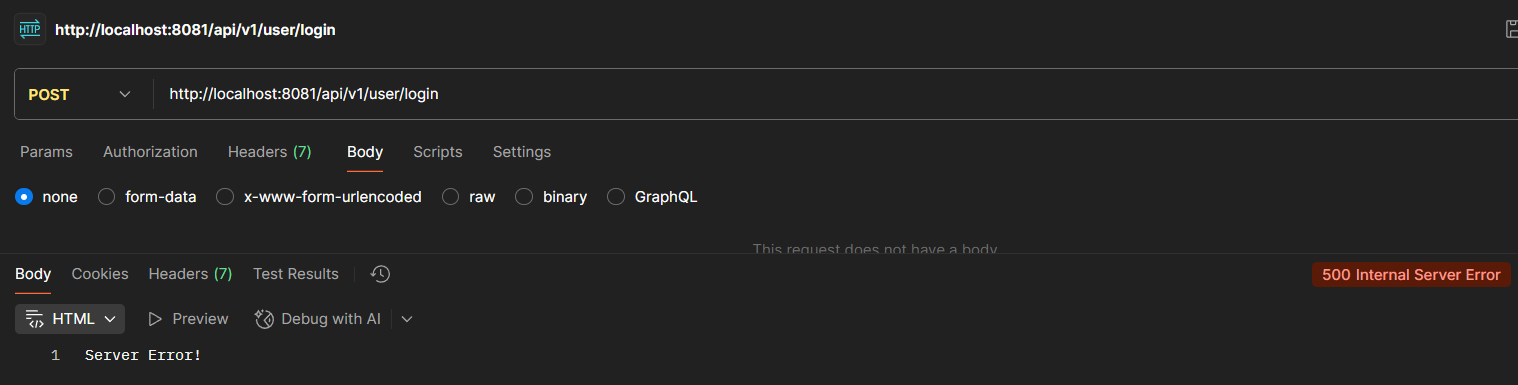 HTTP http://localhost:8081/api/v1/user/login
POST http://localhost:8081/api/v1/user/login
Params Authorization Headers (7) Body Scripts Settings
none form-data x-www-form-urlencoded raw binary GraphQL
This request does not have a body
Body Cookies Headers (7) Test Results 500 Internal Server Error
HTML Preview Debug with AI
1 Server Error!